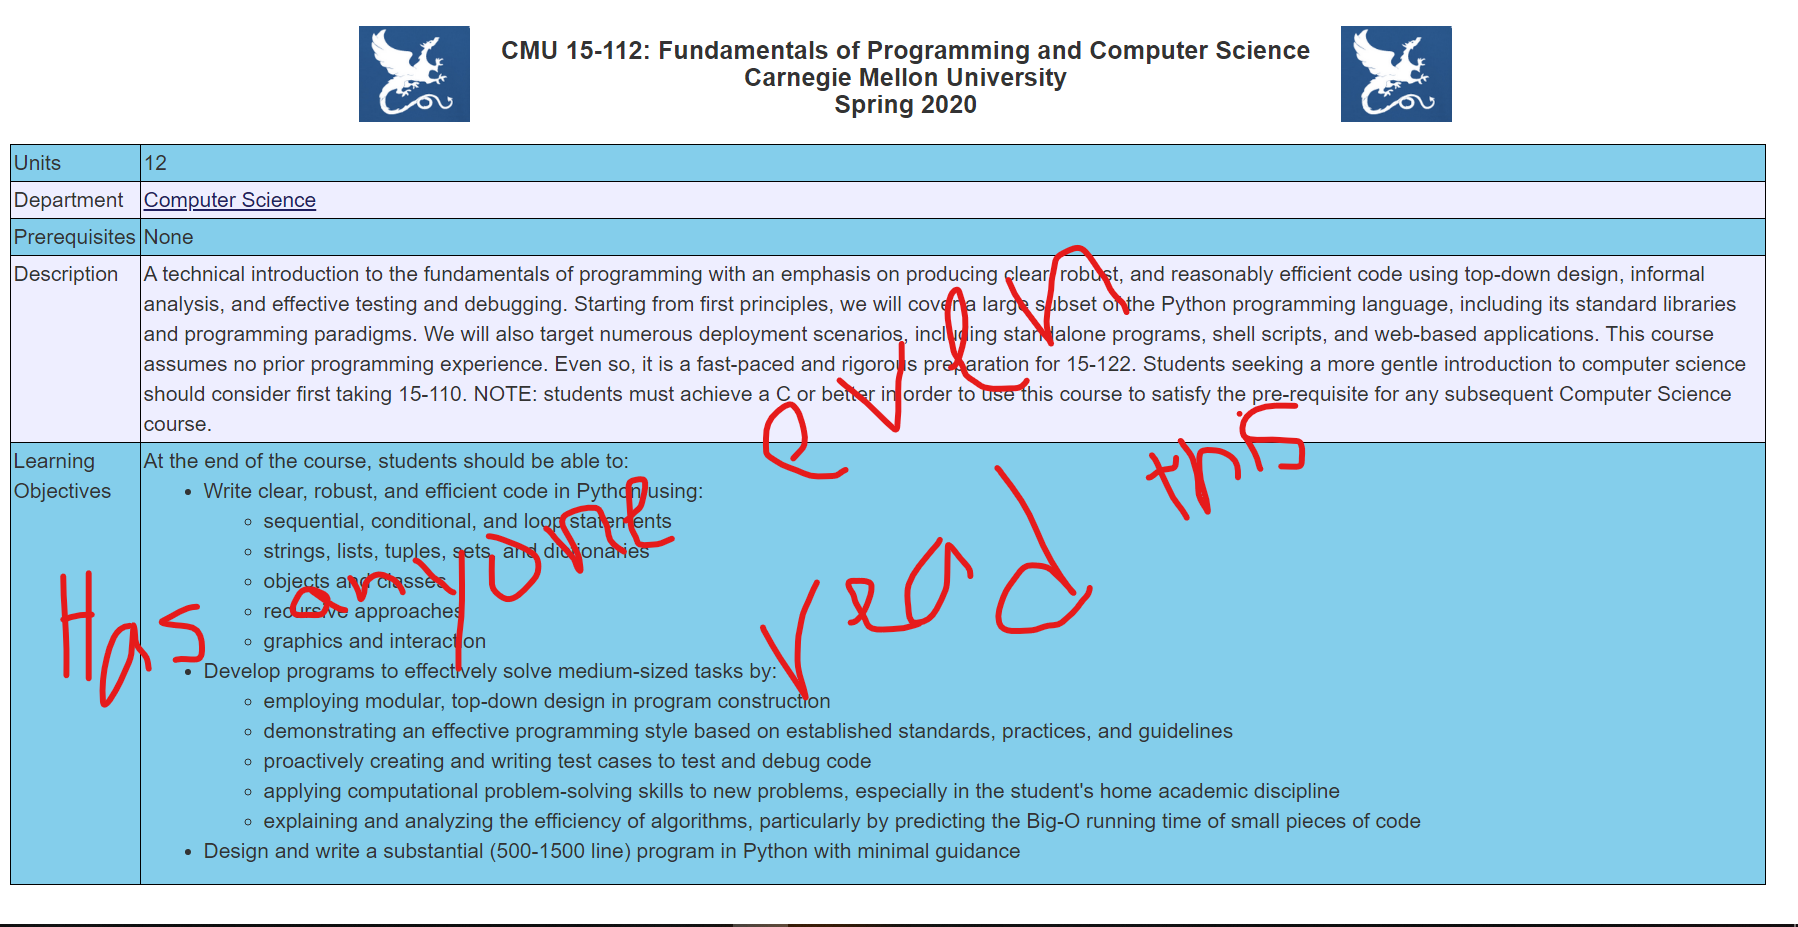 CMU 15-112: Fundamentals of Programming and Computer Science
Carnegie Mellon University
Spring 2020
Units 12
Department Computer Science
Prerequisites None
Description A technical introduction to the fundamentals of programming with an emphasis on producing clear, robust, and reasonably efficient code using top-down design, informal
analysis, and effective testing and debugging. Starting from first principles, we will cover a large subset of the Python programming language, including its standard libraries
and programming paradigms. We will also target numerous deployment scenarios, including standalone programs, shell scripts, and web-based applications. This course
assumes no prior programming experience. Even so, it is a fast-paced and rigorous preparation for 15-122. Students seeking a more gentle introduction to computer science
should consider first taking 15-110. NOTE: students must achieve a C or better in order to use this course to satisfy the pre-requisite for any subsequent Computer Science
course.
Learning Objectives
At the end of the course, students should be able to:
• Write clear, robust, and efficient code in Python using:
◦ sequential, conditional, and loop statements
◦ strings, lists, tuples, sets, and dictionaries
◦ objects and classes
◦ recursive approaches
◦ graphics and interaction
• Develop programs to effectively solve medium-sized tasks by:
◦ employing modular, top-down design in program construction
◦ demonstrating an effective programming style based on established standards, practices, and guidelines
◦ proactively creating and writing test cases to test and debug code
◦ applying computational problem-solving skills to new problems, especially in the student's home academic discipline
◦ explaining and analyzing the efficiency of algorithms, particularly by predicting the Big-O running time of small pieces of code
• Design and write a substantial (500-1500 line) program in Python with minimal guidance
Has anyone even
read this